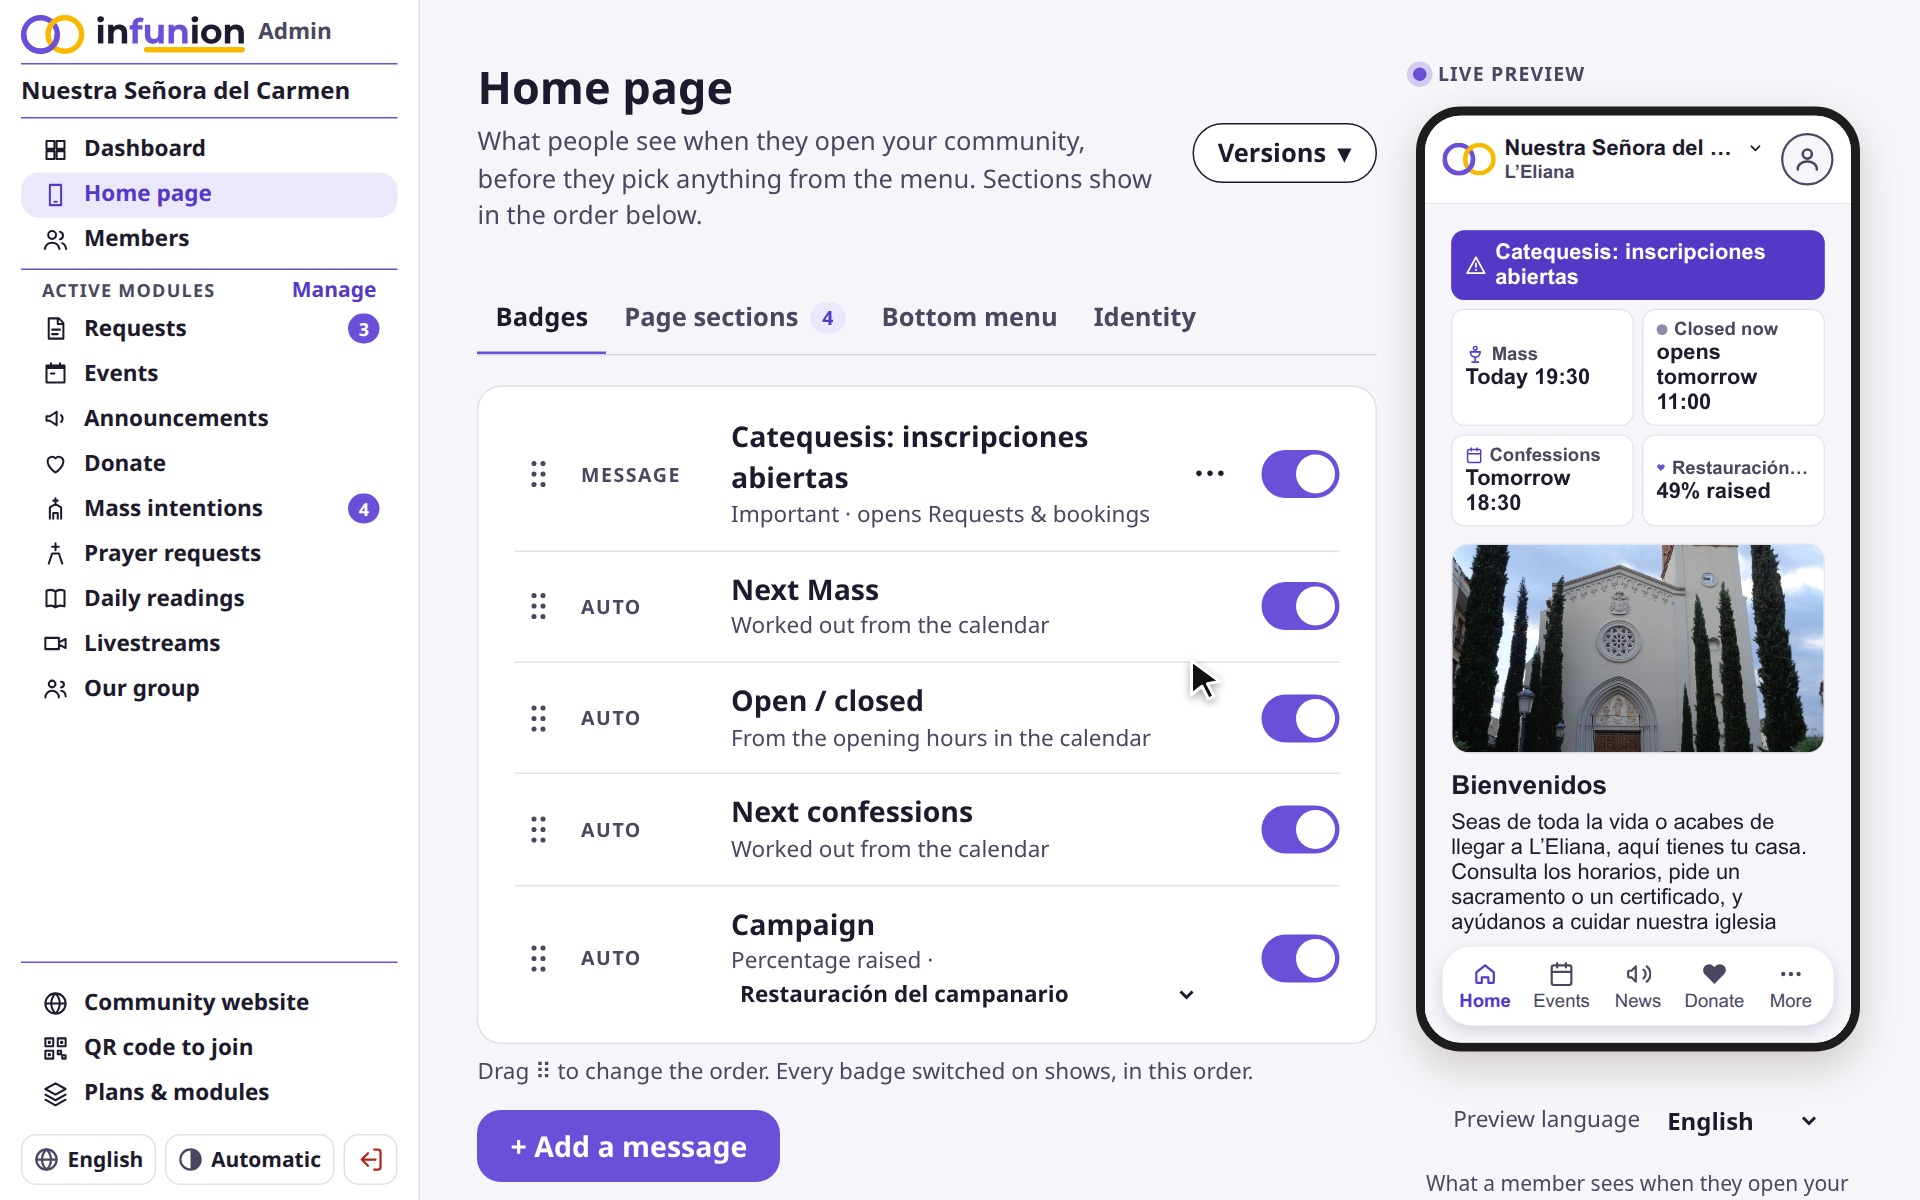 infunion Admin
Nuestra Señora del Carmen
Dashboard
Home page
Members
ACTIVE MODULES Manage
Requests 3
Events
Announcements
Donate
Mass intentions 4
Prayer requests
Daily readings
Livestreams
Our group
Community website
QR code to join
Plans & modules
English Automatic
Home page
What people see when they open your community,
before they pick anything from the menu. Sections show
in the order below.
Versions ▾
Badges Page sections 4 Bottom menu Identity
MESSAGE
Catequesis: inscripciones
abiertas
Important · opens Requests & bookings
AUTO
Next Mass
Worked out from the calendar
AUTO
Open / closed
From the opening hours in the calendar
AUTO
Next confessions
Worked out from the calendar
AUTO
Campaign
Percentage raised ·
Restauración del campanario
Drag ⠿ to change the order. Every badge switched on shows, in this order.
+ Add a message
LIVE PREVIEW
Nuestra Señora del ...
L'Eliana
Catequesis: inscripciones
abiertas
Mass
Today 19:30
Closed now
opens
tomorrow
11:00
Confessions
Tomorrow
18:30
Restauración...
49% raised
Bienvenidos
Seas de toda la vida o acabes de
llegar a L'Eliana, aquí tienes tu casa.
Consulta los horarios, pide un
sacramento o un certificado, y
ayúdanos a cuidar nuestra iglesia
Home Events News Donate More
Preview language English
What a member sees when they open your